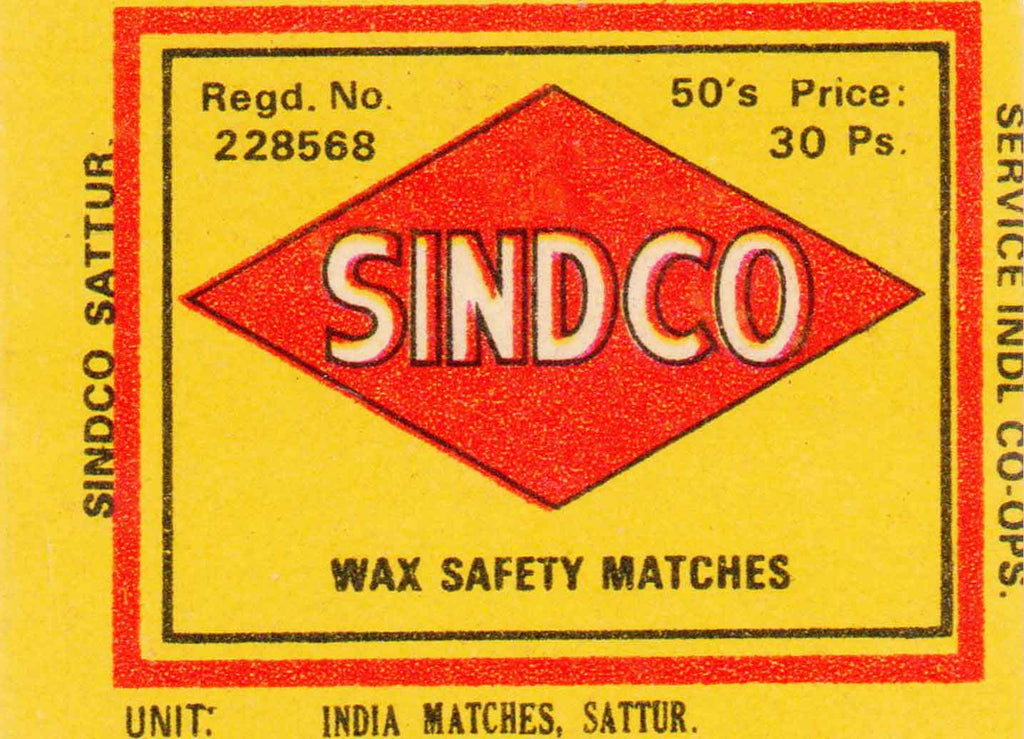 Regd. No.
228568
50's Price:
30 Ps.
SINDCO
WAX SAFETY MATCHES
SINDCO SATTUR.
SERVICE INDL CO-OPS.
UNIT: INDIA MATCHES, SATTUR.